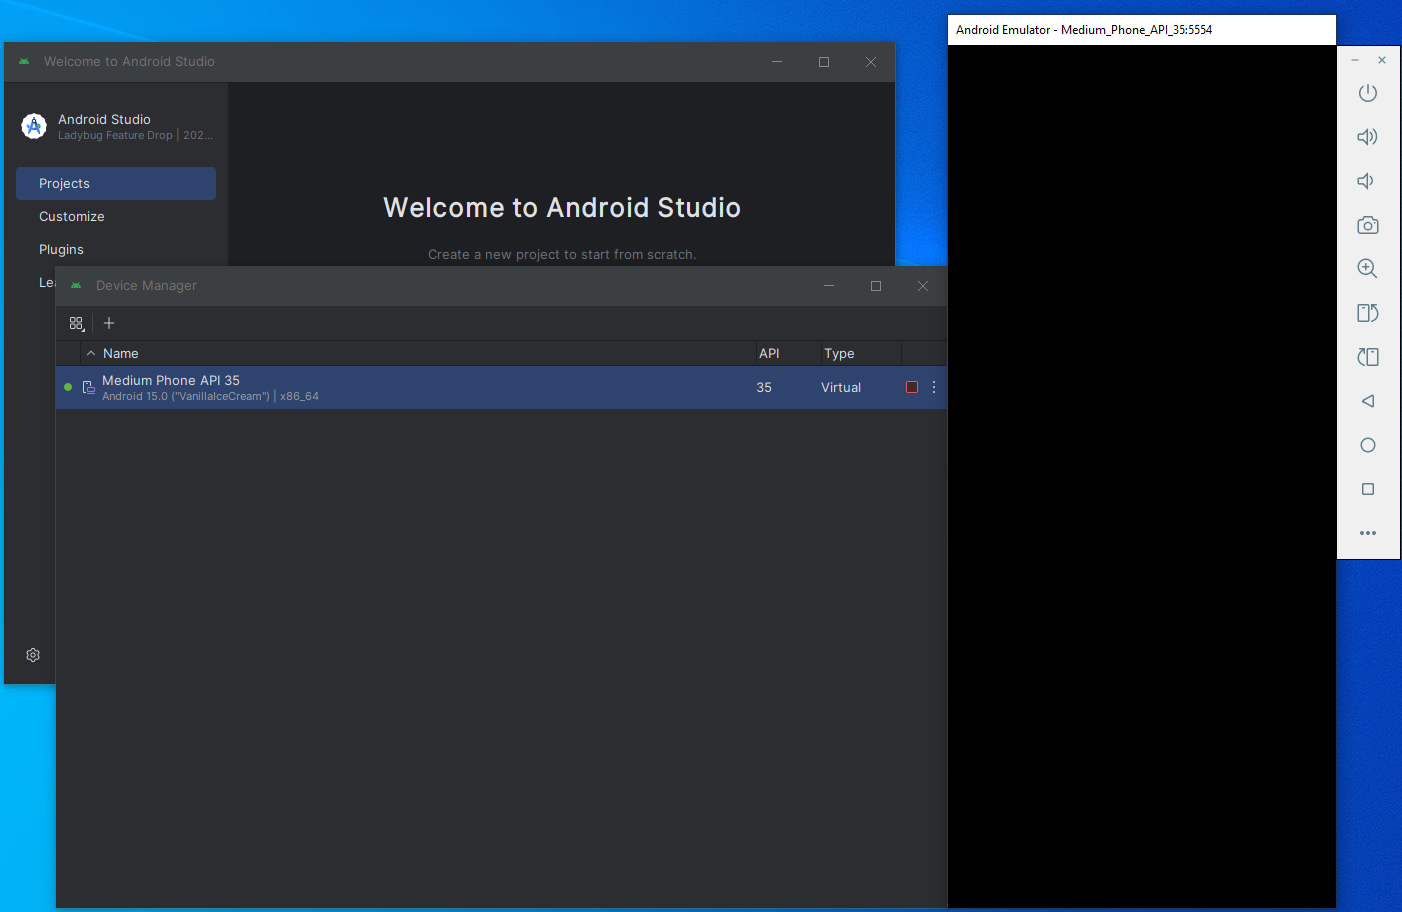 Welcome to Android Studio
Android Studio
Ladybug Feature Drop | 202...
Projects
Customize
Plugins
Welcome to Android Studio
Create a new project to start from scratch.
Device Manager
Name
API
Type
Medium Phone API 35
Android 15.0 ("VanillaIceCream") | x86_64
35
Virtual
Android Emulator - Medium_Phone_API_35:5554